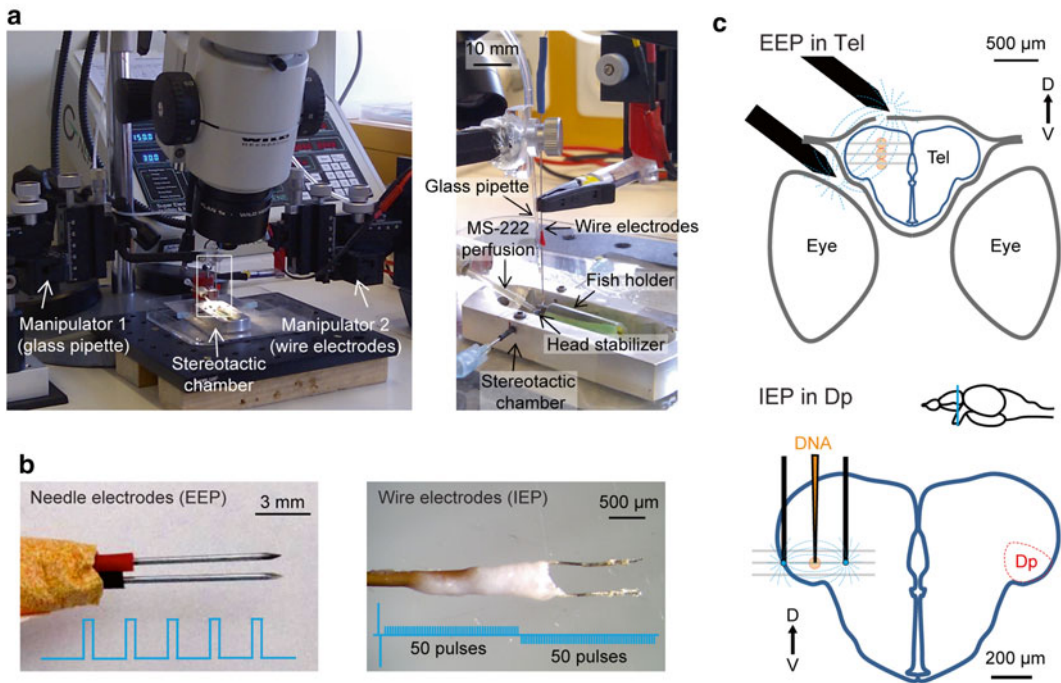 a
10 mm
WILD
HEERBRUGG
Glass pipette
MS-222
perfusion
Wire electrodes
Fish holder
Head stabilizer
Stereotactic
chamber
Manipulator 1
(glass pipette)
Manipulator 2
(wire electrodes)
Stereotactic
chamber
b
Needle electrodes (EEP)
3 mm
Wire electrodes (IEP)
500 µm
50 pulses
50 pulses
c
EEP in Tel
500 µm
D
V
Tel
Eye
Eye
IEP in Dp
DNA
Dp
D
V
200 µm